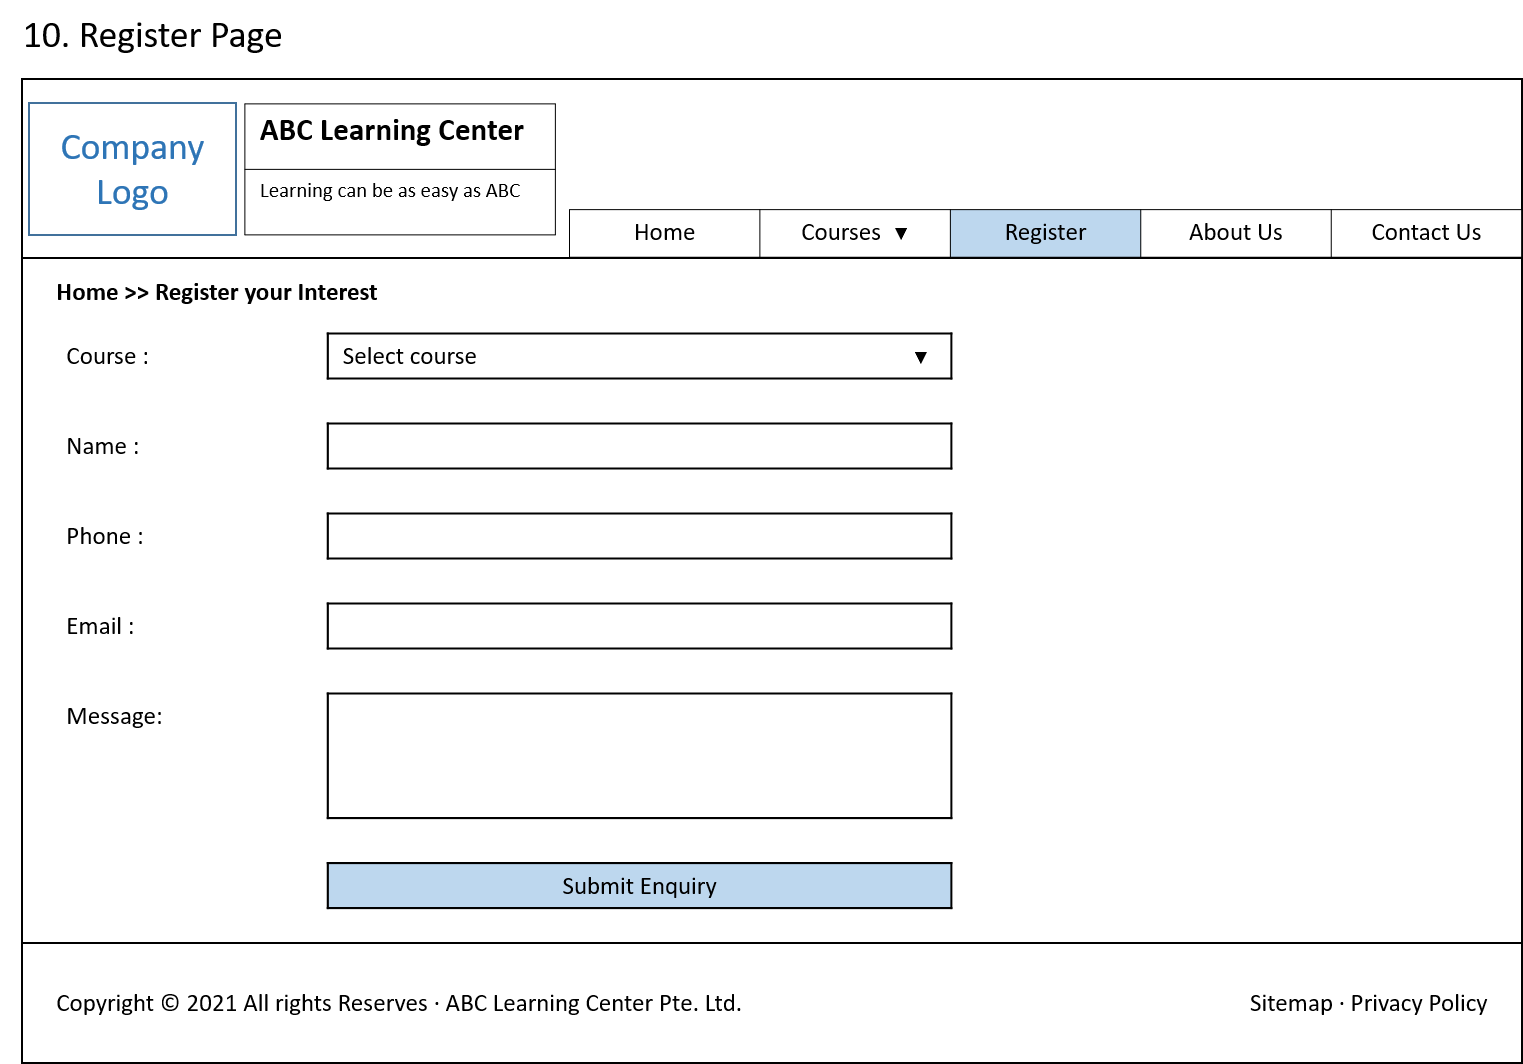 10. Register Page
Company
Logo
ABC Learning Center
Learning can be as easy as ABC
Home
Courses ▼
Register
About Us
Contact Us
Home >> Register your Interest
Course :
Select course ▼
Name :
Phone :
Email :
Message:
Submit Enquiry
Copyright © 2021 All rights Reserves · ABC Learning Center Pte. Ltd.
Sitemap · Privacy Policy